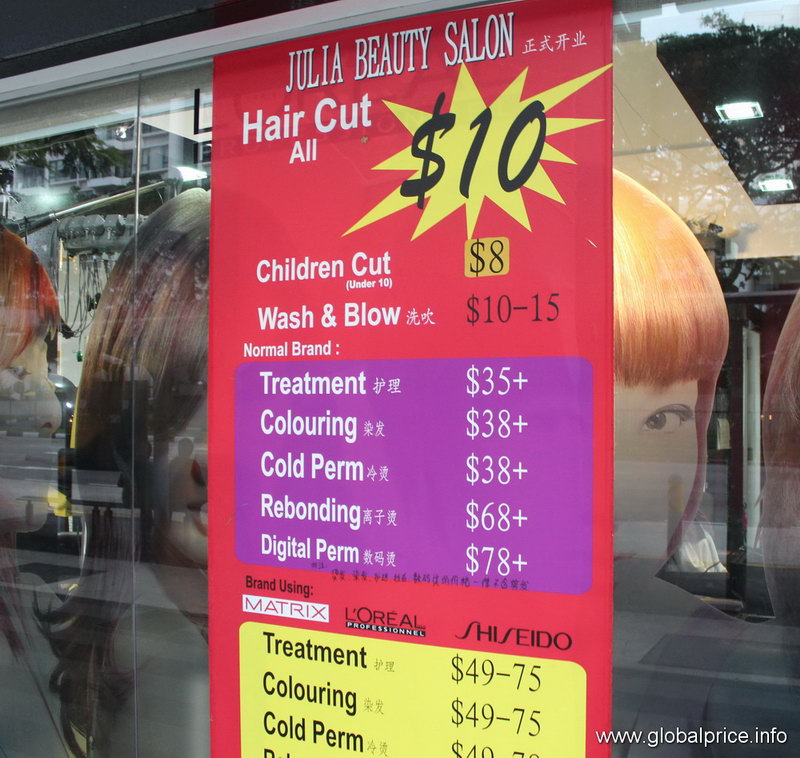 JULIA BEAUTY SALON 正式开业
Hair Cut
All
$10
Children Cut $8
(Under 10)
Wash & Blow 洗吹 $10-15
Normal Brand :
Treatment 护理 $35+
Colouring 染发 $38+
Cold Perm 冷烫 $38+
Rebonding 离子烫 $68+
Digital Perm 数码烫 $78+
Brand Using:
MATRIX L'ORÉAL SHISEIDO
PROFESSIONNEL
Treatment 护理 $49-75
Colouring 染发 $49-75
Cold Perm 冷烫
www.globalprice.info